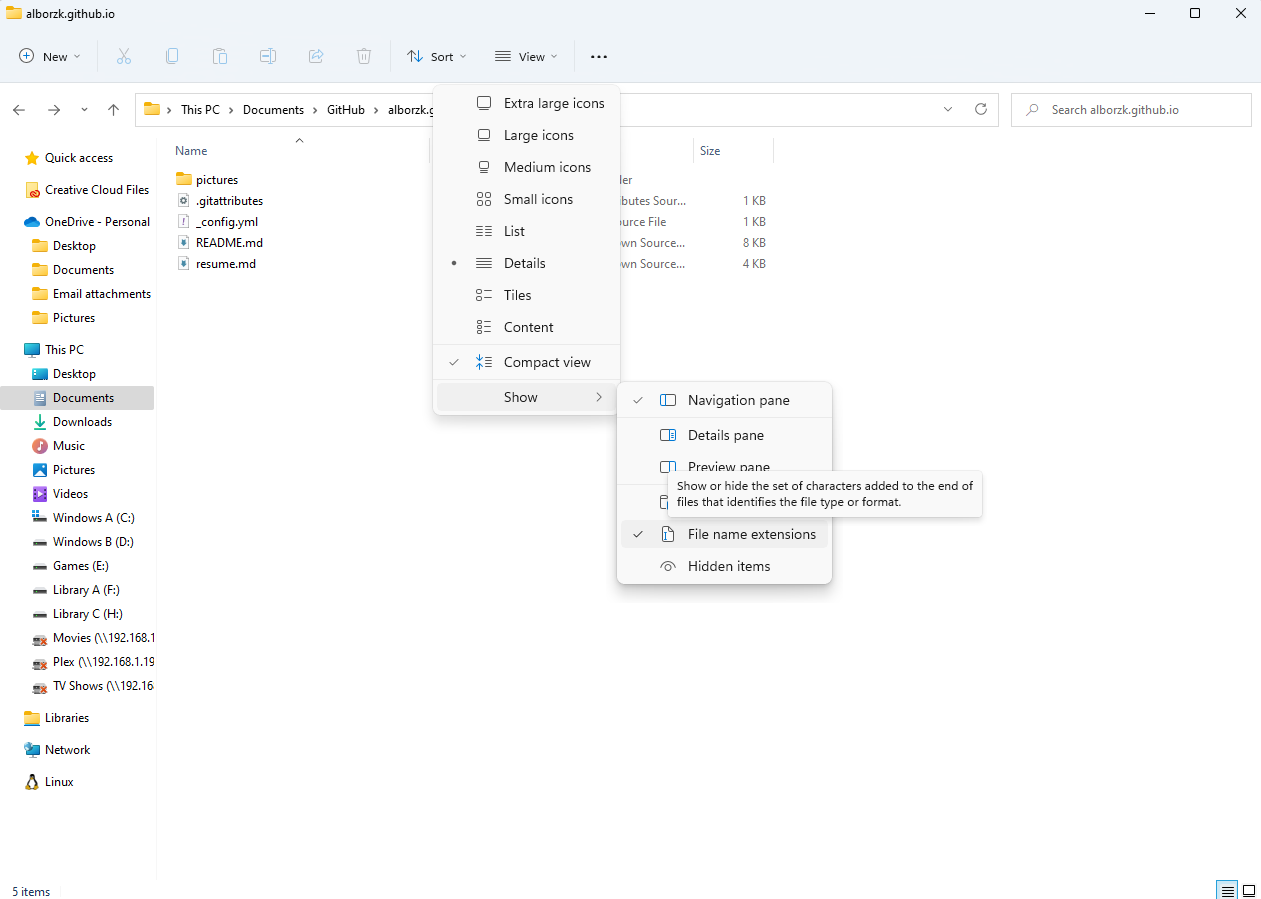 alborzk.github.io
New
Sort
View
This PC
Documents
GitHub
alborzk.g
Search alborzk.github.io
Quick access
Creative Cloud Files
OneDrive - Personal
Desktop
Documents
Email attachments
Pictures
This PC
Desktop
Documents
Downloads
Music
Pictures
Videos
Windows A (C:)
Windows B (D:)
Games (E:)
Library A (F:)
Library C (H:)
Movies (\\192.168.1
Plex (\\192.168.1.19
TV Shows (\\192.16
Libraries
Network
Linux
Name
Size
pictures
der
.gitattributes
ibutes Sour...
1 KB
_config.yml
ource File
1 KB
README.md
own Source...
8 KB
resume.md
own Source...
4 KB
Extra large icons
Large icons
Medium icons
Small icons
List
Details
Tiles
Content
Compact view
Show
Navigation pane
Details pane
Preview pane
Show or hide the set of characters added to the end of
files that identifies the file type or format.
File name extensions
Hidden items
5 items